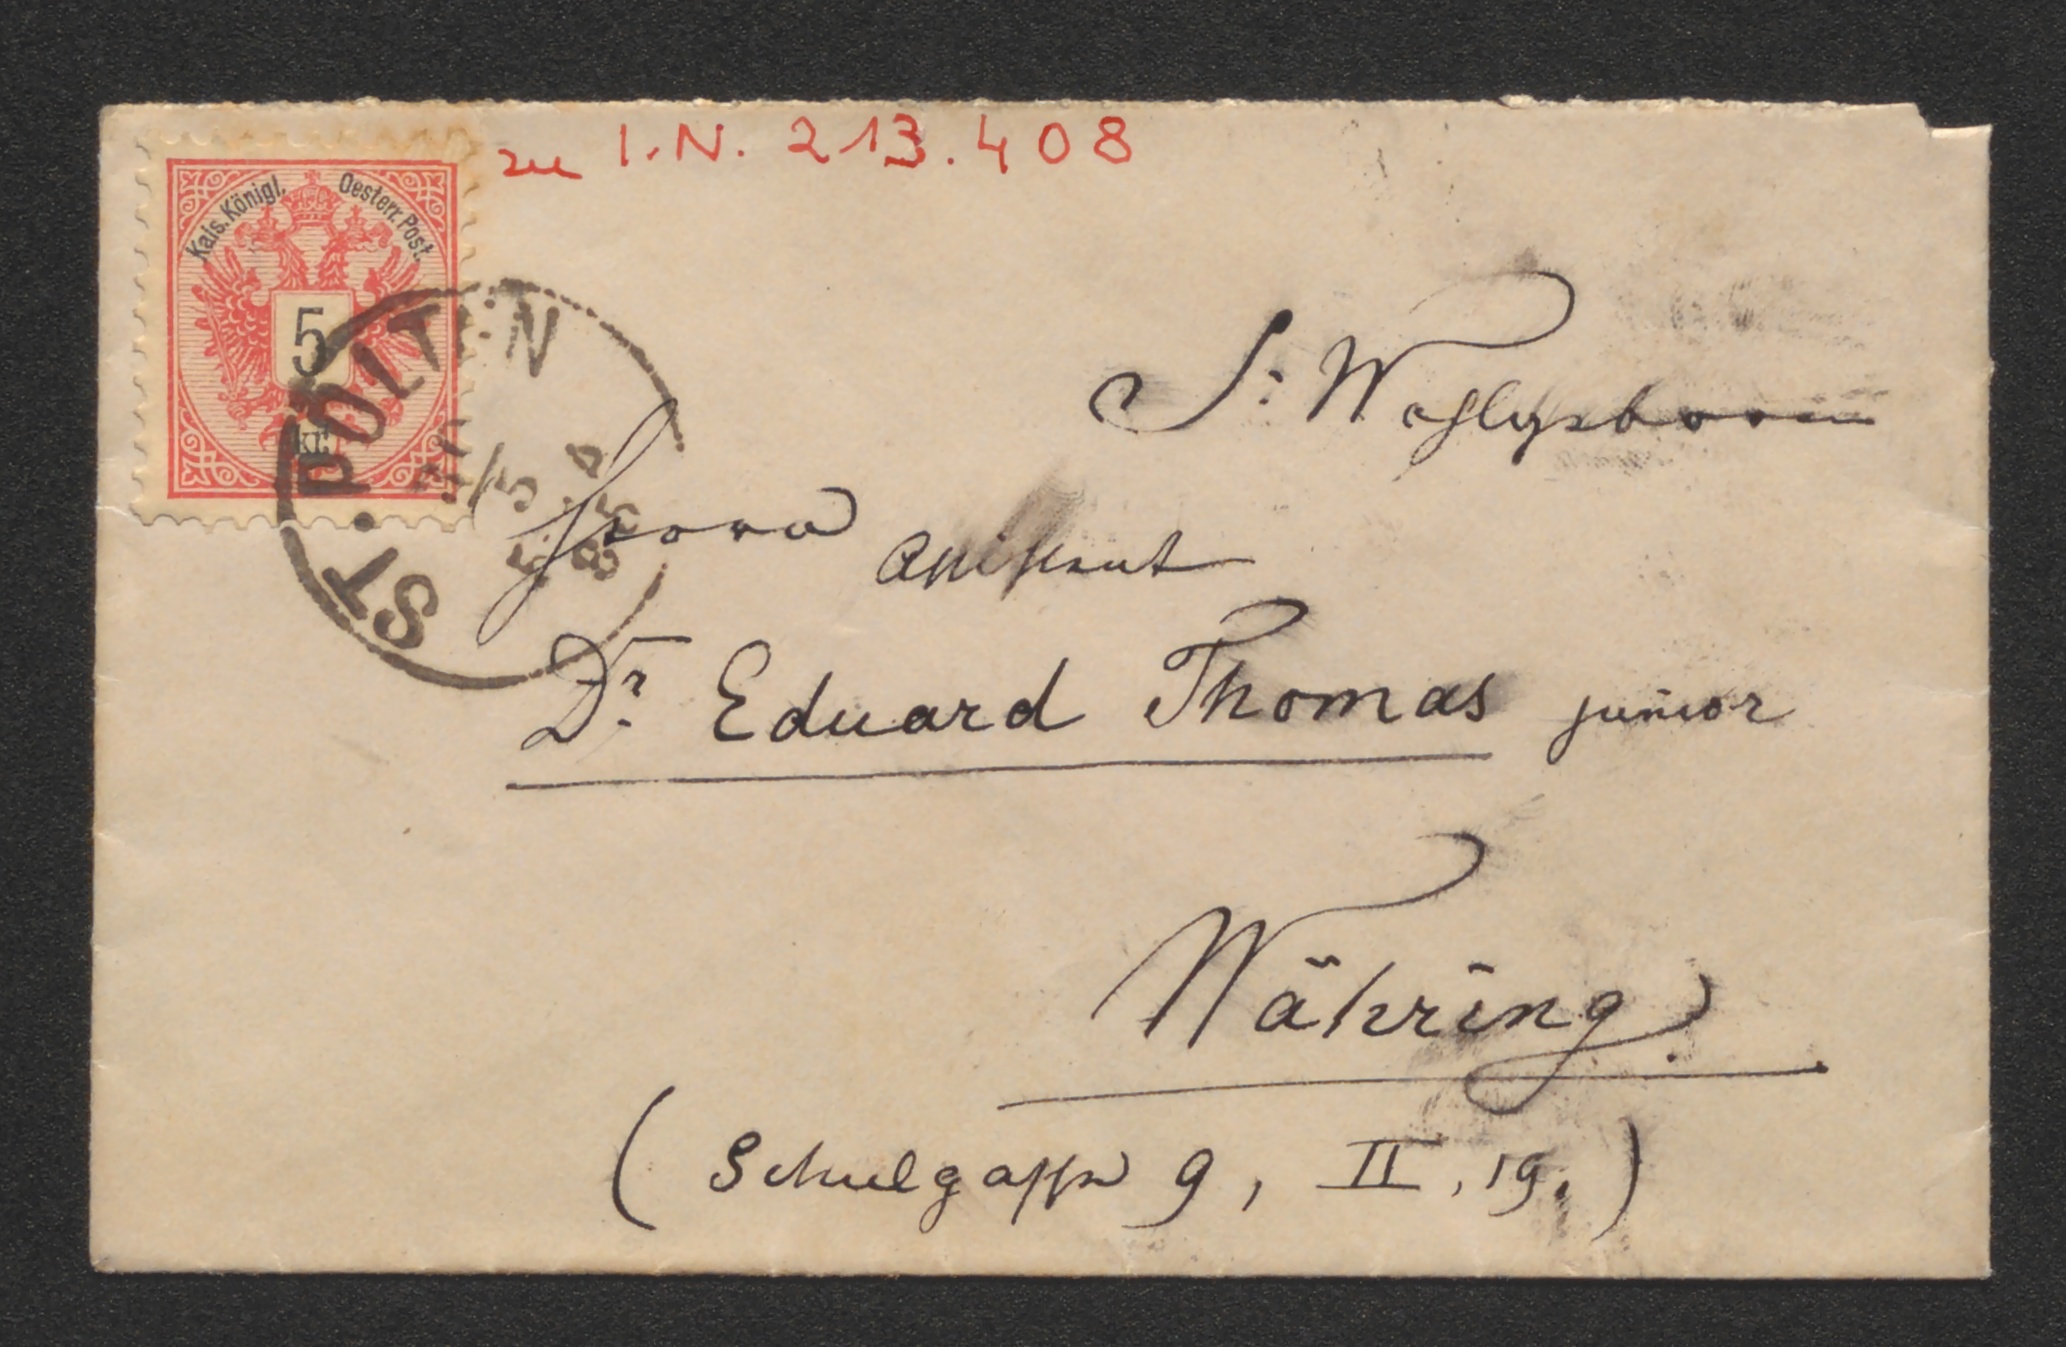 zu I.N. 213.408
Kais. Königl. Oesterr. Post.
5
kr.
ST. PÖLTEN
S: Wohlgeboren
Herrn Assistent
Dr. Eduard Thomas junior
Währing.
(Schulgasse 9, II, 19.)